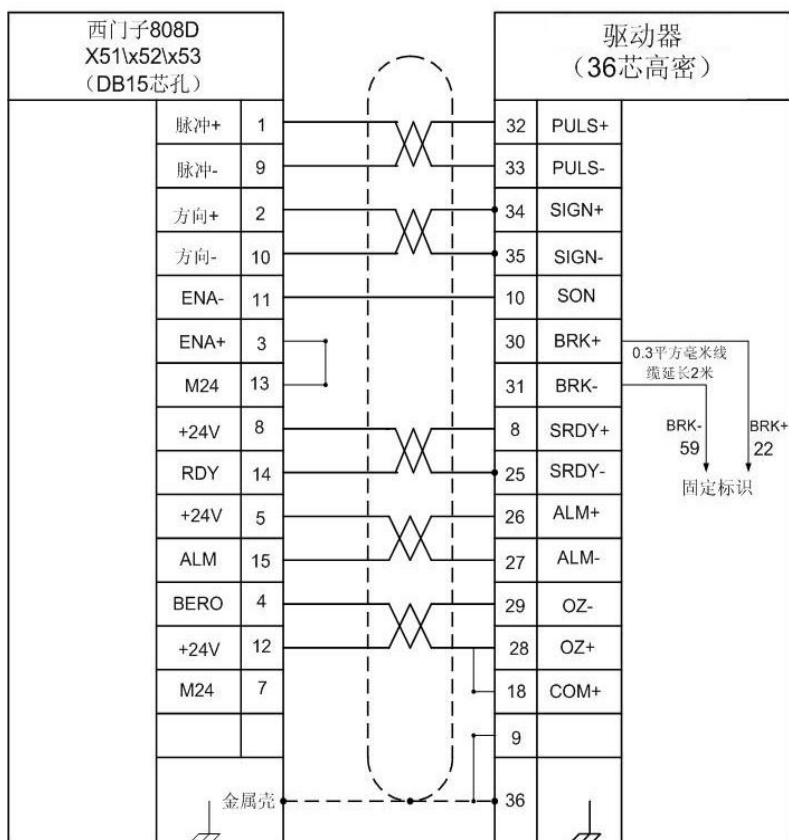 西门子808D
X51\x52\x53
（DB15芯孔）
驱动器
（36芯高密）
脉冲+ 1 32 PULS+
脉冲- 9 33 PULS-
方向+ 2 34 SIGN+
方向- 10 35 SIGN-
ENA- 11 10 SON
ENA+ 3 30 BRK+
0.3平方毫米线
缆延长2米
M24 13 31 BRK-
+24V 8 8 SRDY+
BRK- BRK+
59 22
RDY 14 25 SRDY-
固定标识
+24V 5 26 ALM+
ALM 15 27 ALM-
BERO 4 29 OZ-
+24V 12 28 OZ+
M24 7 18 COM+
9
金属壳 36